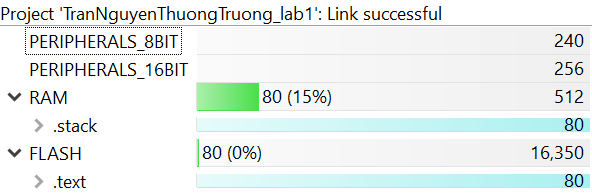 Project 'TranNguyenThuongTruong_lab1': Link successful
PERIPHERALS_8BIT 240
PERIPHERALS_16BIT 256
RAM 80 (15%) 512
.stack 80
FLASH 80 (0%) 16,350
.text 80